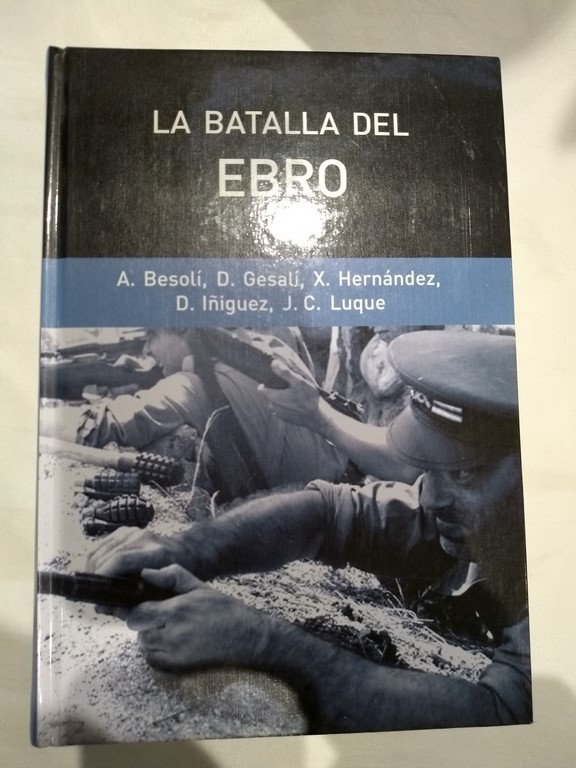 LA BATALLA DEL
EBRO
A. Besolí, D. Gesalí, X. Hernández,
D. Iñiguez, J. C. Luque